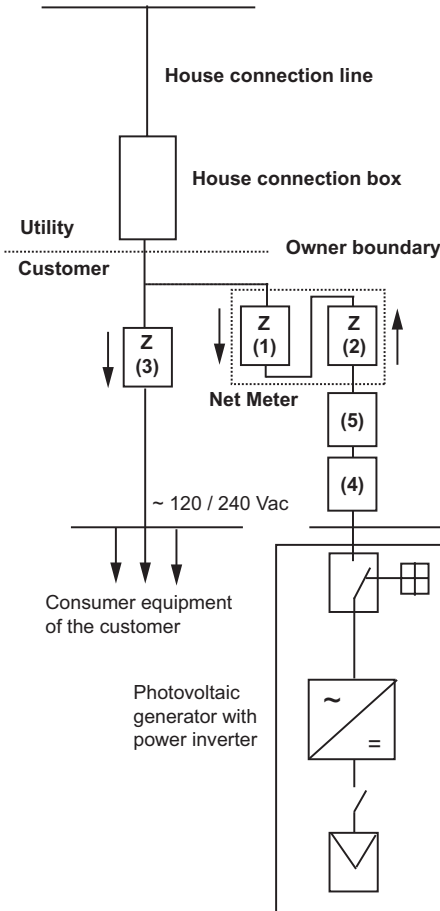 House connection line
House connection box
Utility
Owner boundary
Customer
Z
(1)
Z
(2)
Z
(3)
Net Meter
(5)
(4)
~ 120 / 240 Vac
Consumer equipment
of the customer
Photovoltaic
generator with
power inverter
~
=